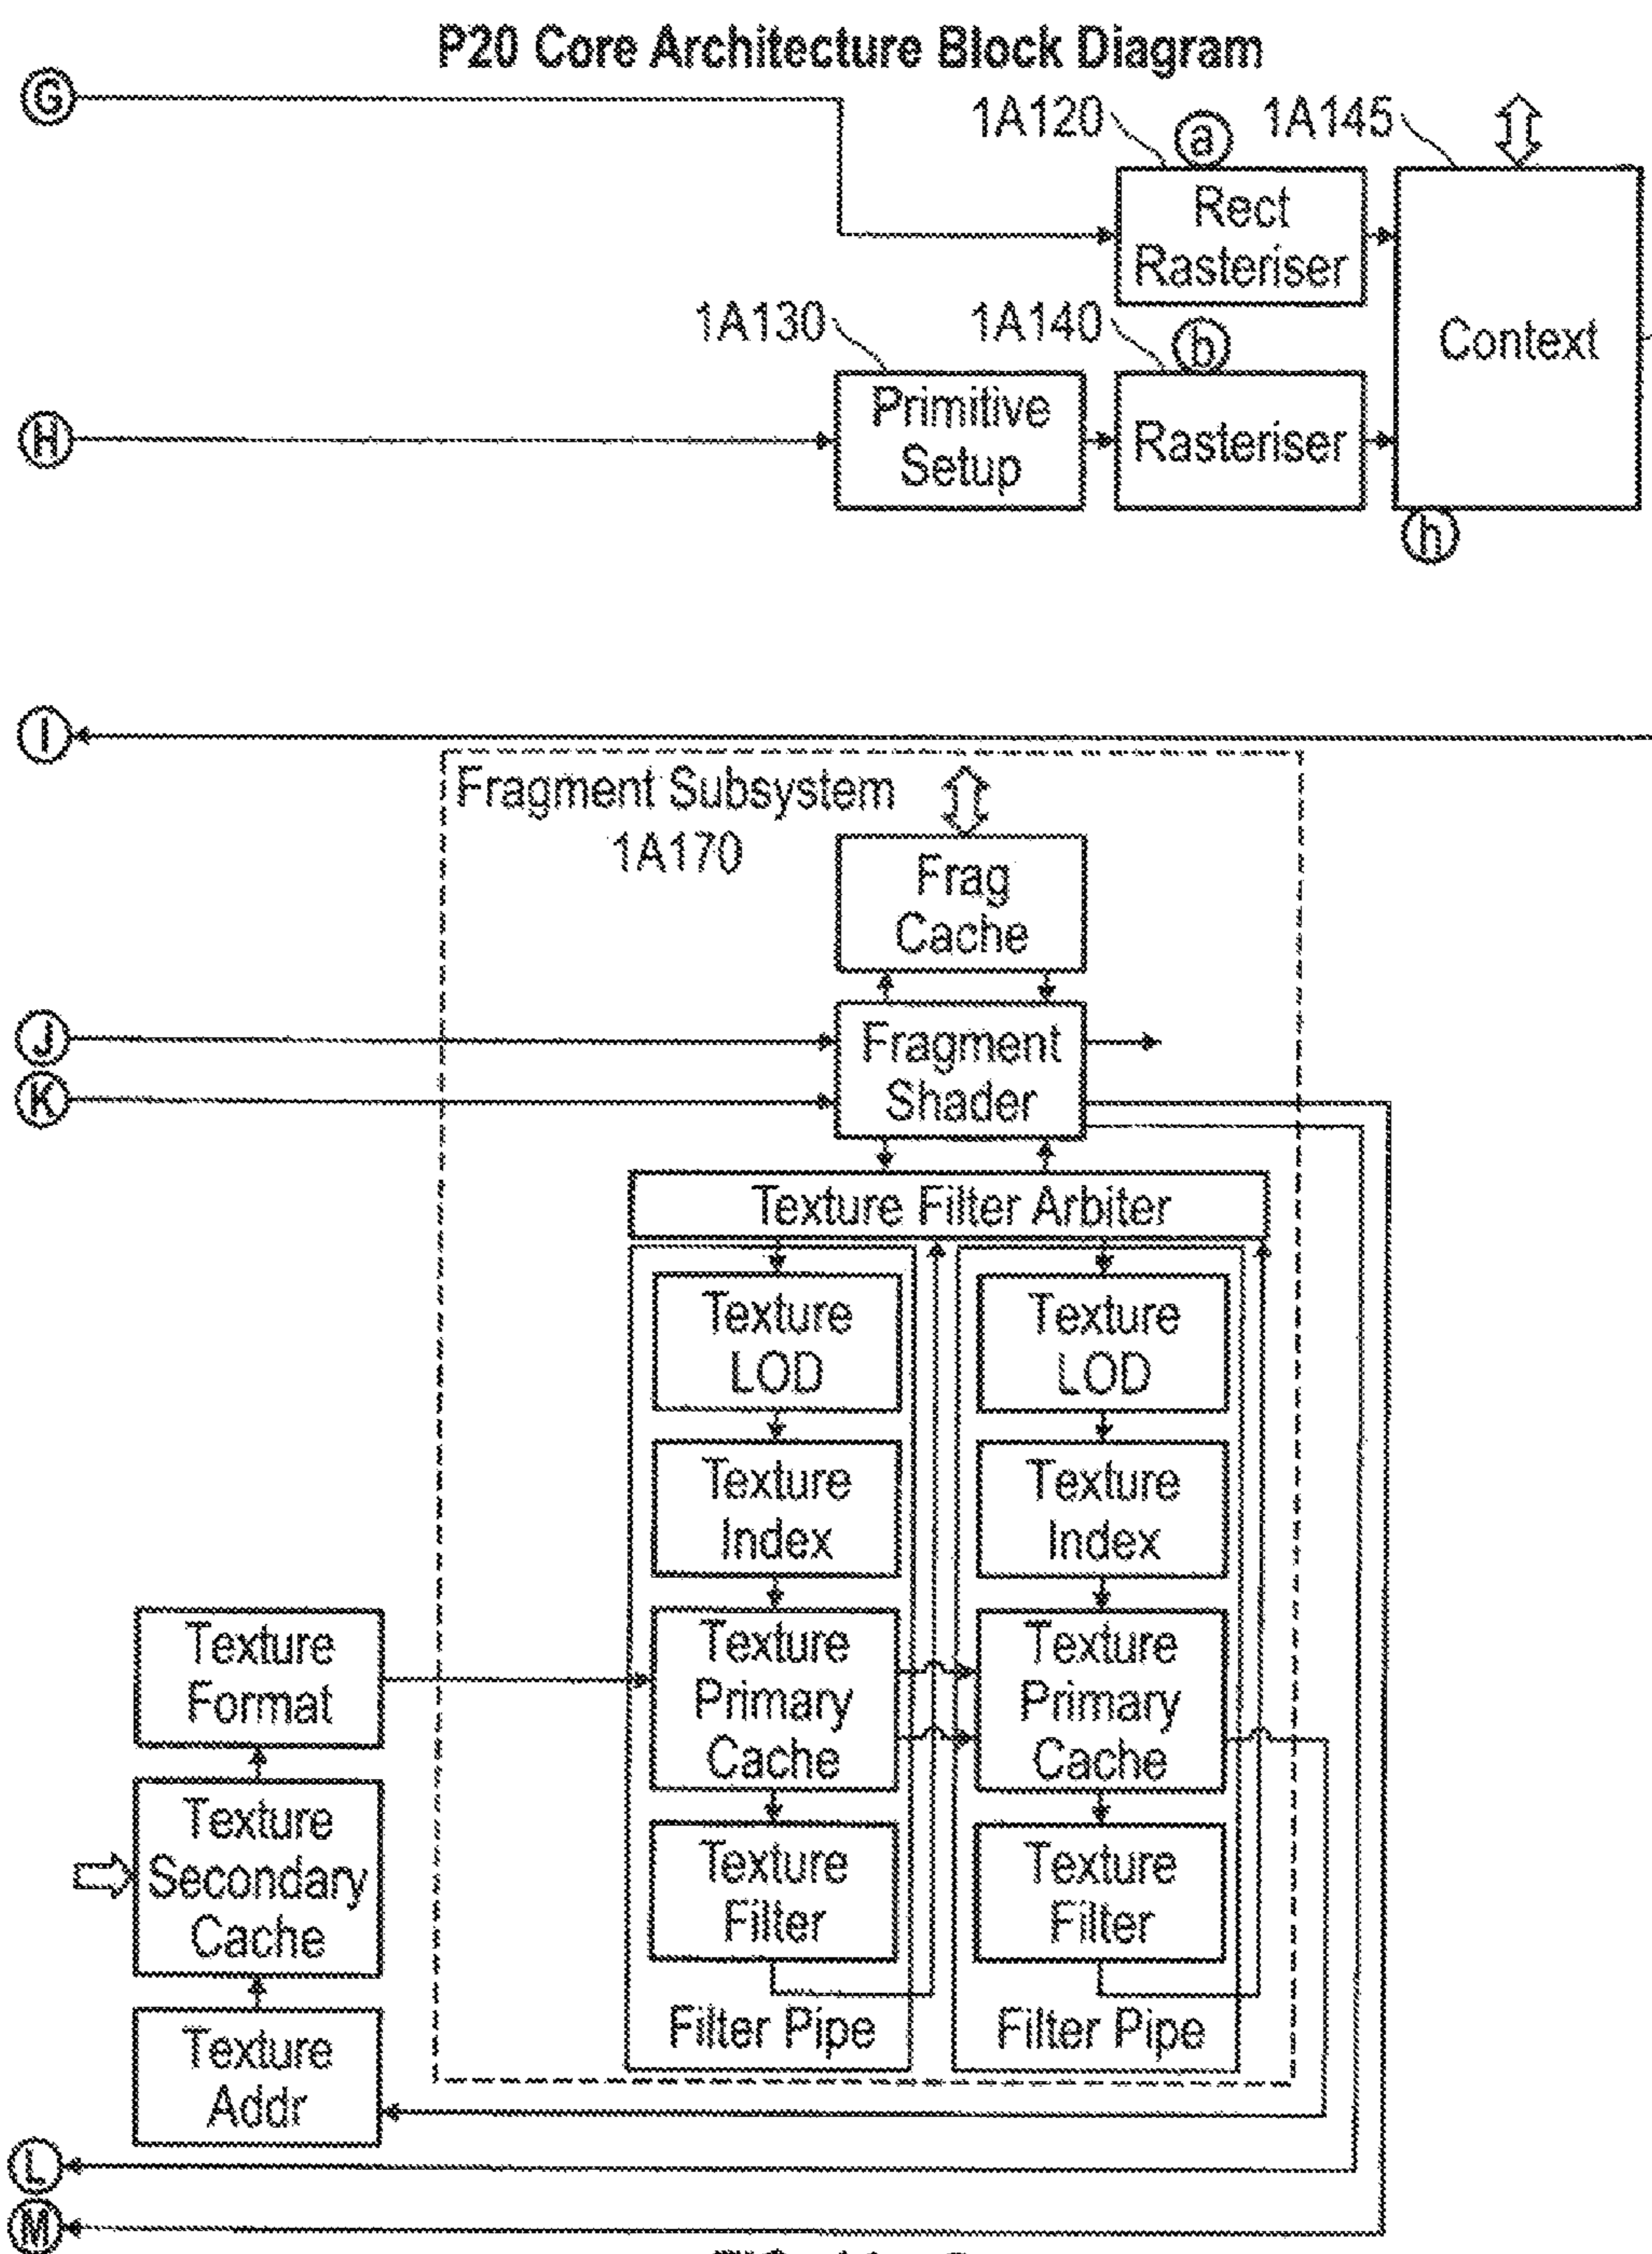 P20 Core Architecture Block Diagram
G
1A120
a
1A145
Rect
Rasteriser
Context
1A130
1A140
b
H
Primitive
Setup
Rasteriser
h
I
Fragment Subsystem
1A170
Frag
Cache
J
K
Fragment
Shader
Texture Filter Arbiter
Texture
LOD
Texture
LOD
Texture
Index
Texture
Index
Texture
Format
Texture
Primary
Cache
Texture
Primary
Cache
Texture
Secondary
Cache
Texture
Filter
Texture
Filter
Filter Pipe
Filter Pipe
Texture
Addr
L
M